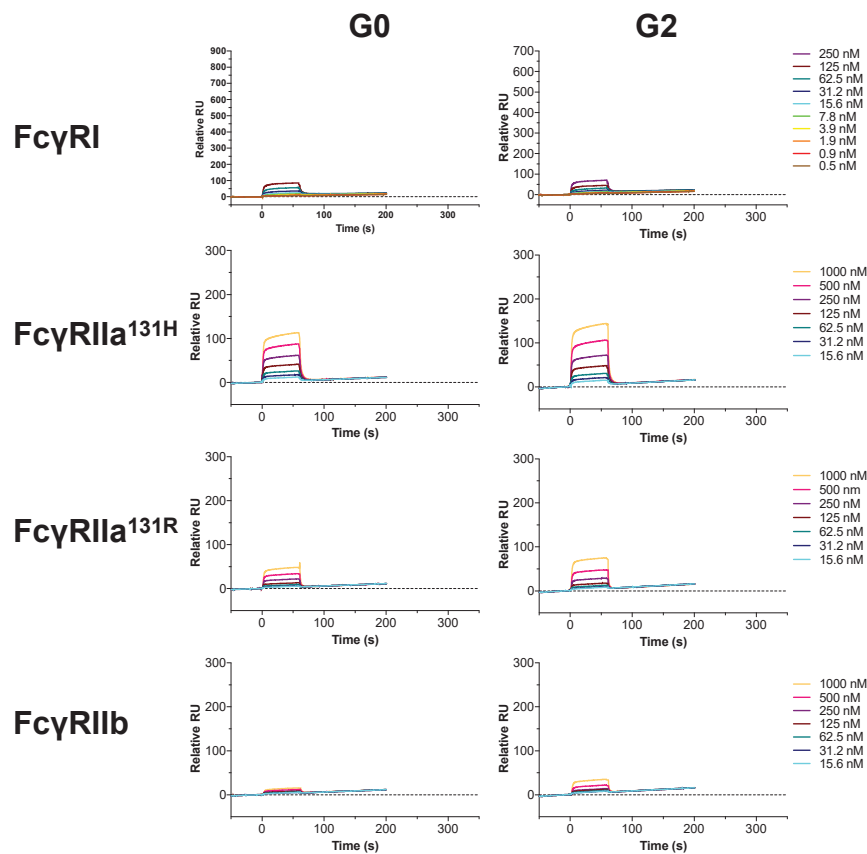 G0
G2
FcγRI
Relative RU
900
800
700
600
500
400
300
200
100
0
0
100
200
300
Time (s)
Relative RU
700
600
500
400
300
200
100
0
0
100
200
300
Time (s)
250 nM
125 nM
62.5 nM
31.2 nM
15.6 nM
7.8 nM
3.9 nM
1.9 nM
0.9 nM
0.5 nM
FcγRIIa131H
Relative RU
300
200
100
0
0
100
200
300
Time (s)
Relative RU
300
200
100
0
0
100
200
300
Time (s)
1000 nM
500 nM
250 nM
125 nM
62.5 nM
31.2 nM
15.6 nM
FcγRIIa131R
Relative RU
300
200
100
0
0
100
200
300
Time (s)
Relative RU
300
200
100
0
0
100
200
300
Time (s)
1000 nM
500 nm
250 nM
125 nM
62.5 nM
31.2 nM
15.6 nM
FcγRIIb
Relative RU
300
200
100
0
0
100
200
300
Time (s)
Relative RU
300
200
100
0
0
100
200
300
Time (s)
1000 nM
500 nM
250 nM
125 nM
62.5 nM
31.2 nM
15.6 nM